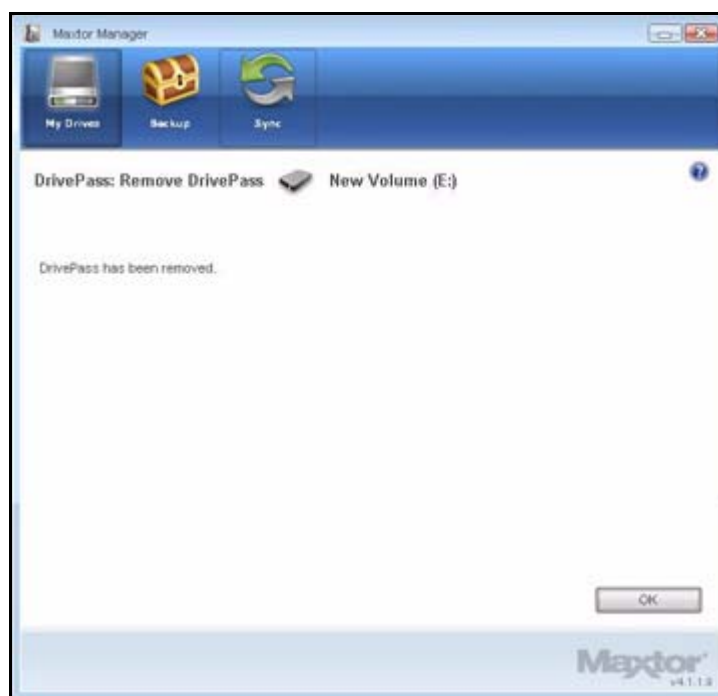 Maxtor Manager
My Drives
Backup
Sync
DrivePass: Remove DrivePass New Volume (E:)
DrivePass has been removed.
OK
Maxtor